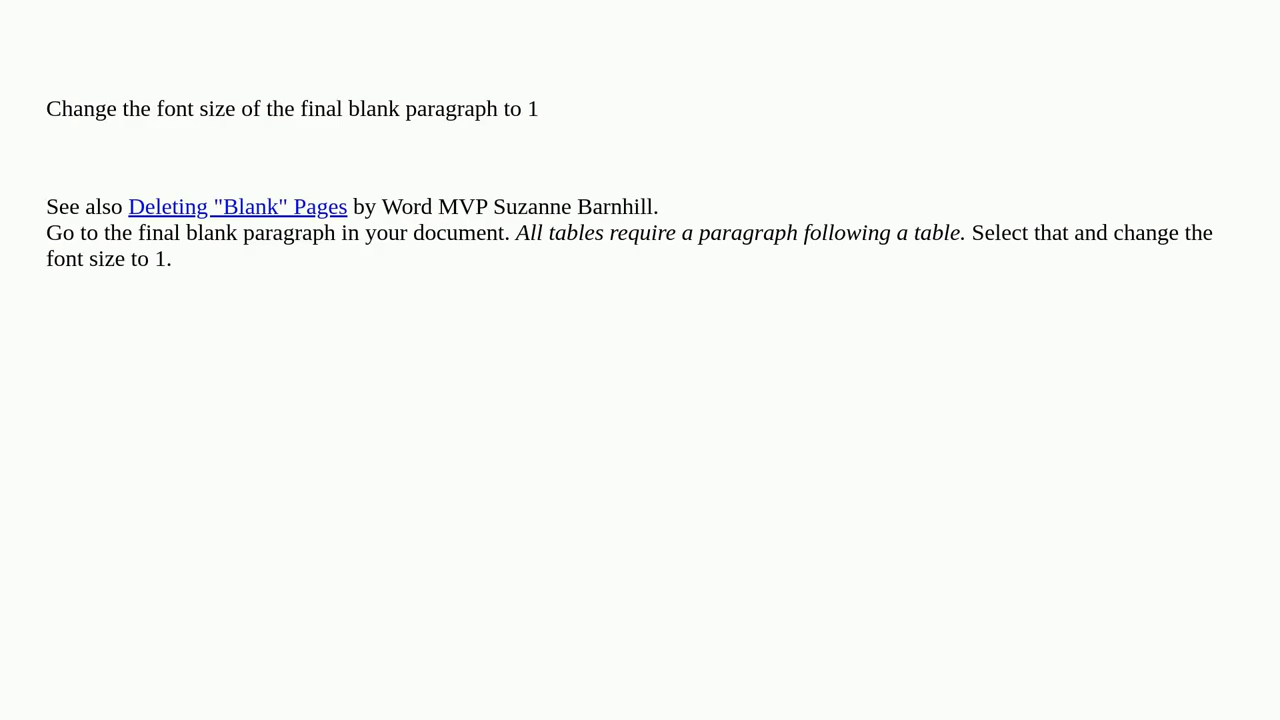 Change the font size of the final blank paragraph to 1
See also Deleting "Blank" Pages by Word MVP Suzanne Barnhill.
Go to the final blank paragraph in your document. All tables require a paragraph following a table. Select that and change the
font size to 1.